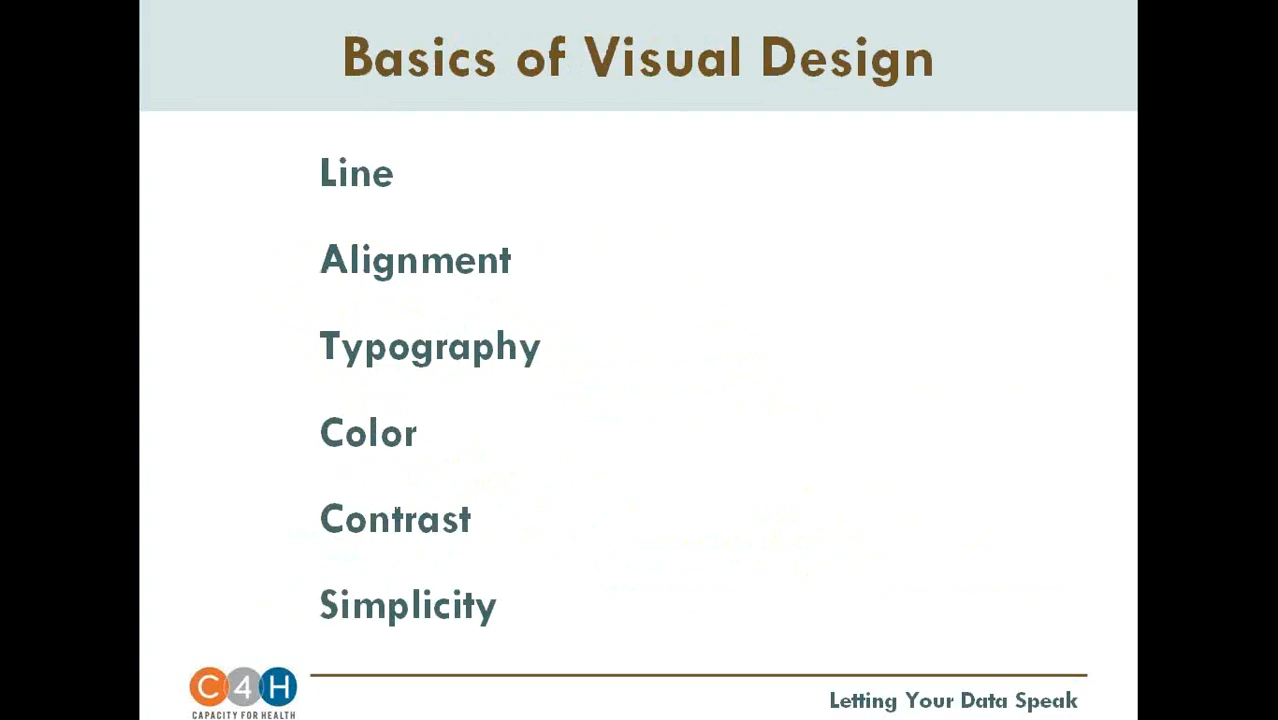 Basics of Visual Design
Line
Alignment
Typography
Color
Contrast
Simplicity
C4H
CAPACITY FOR HEALTH
Letting Your Data Speak